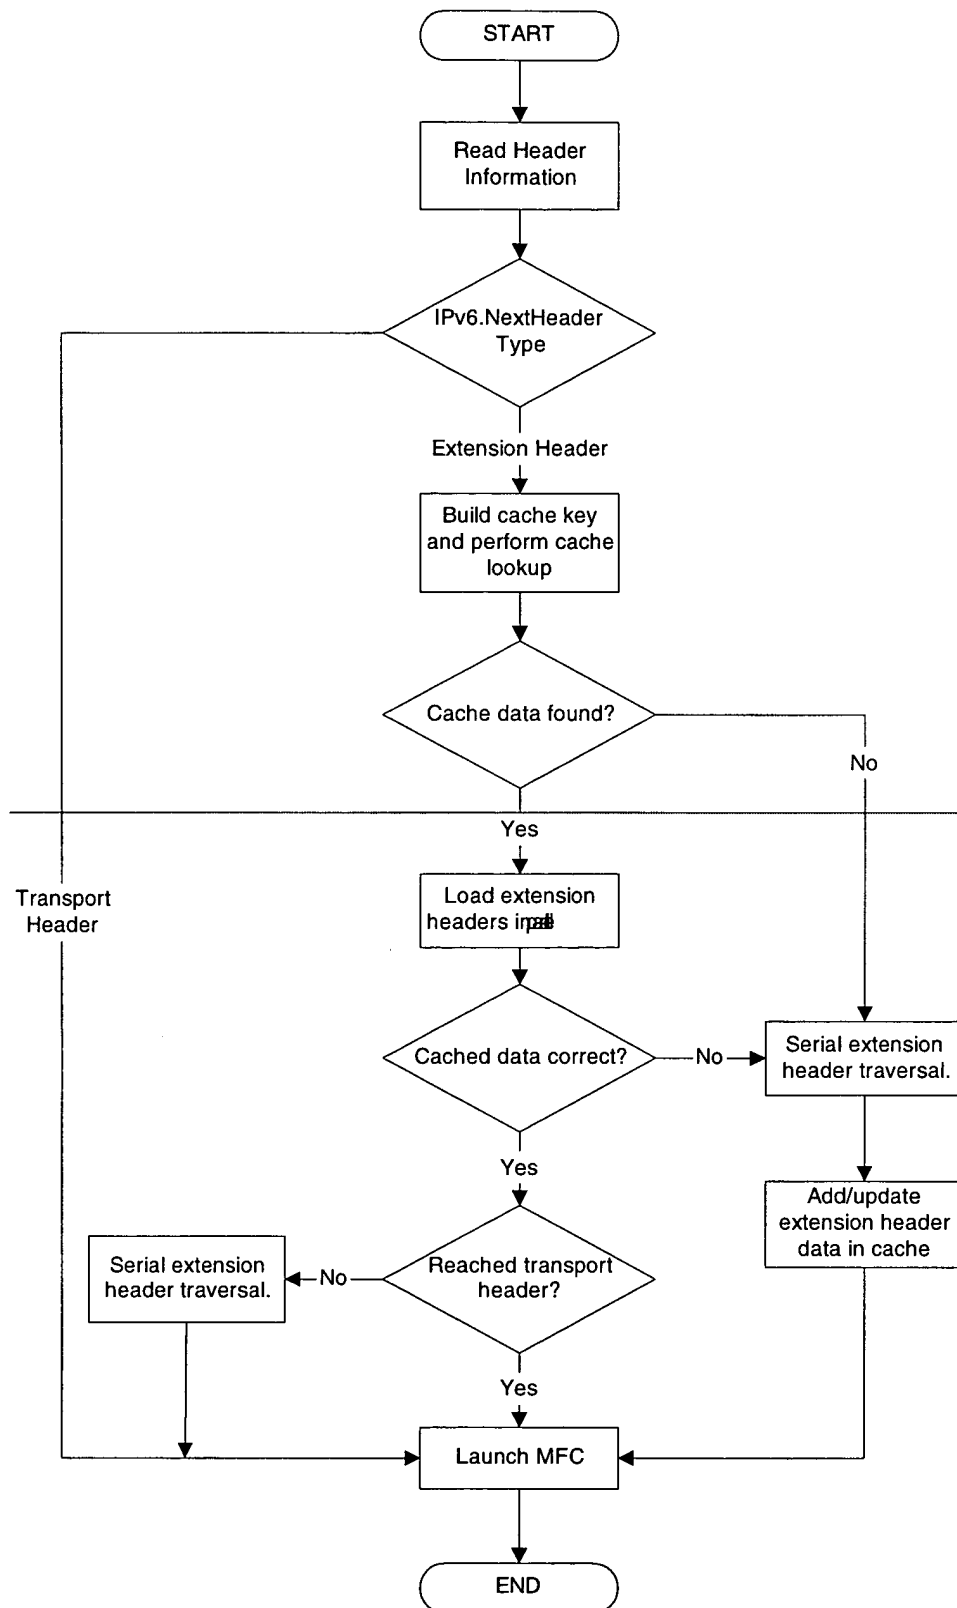 START
Read Header
Information
IPv6.NextHeader
Type
Extension Header
Build cache key
and perform cache
lookup
Cache data found?
No
Yes
Transport
Header
Load extension
headers in
Cached data correct?
No
Serial extension
header traversal.
Yes
Add/update
extension header
data in cache
Serial extension
header traversal.
No
Reached transport
header?
Yes
Launch MFC
END